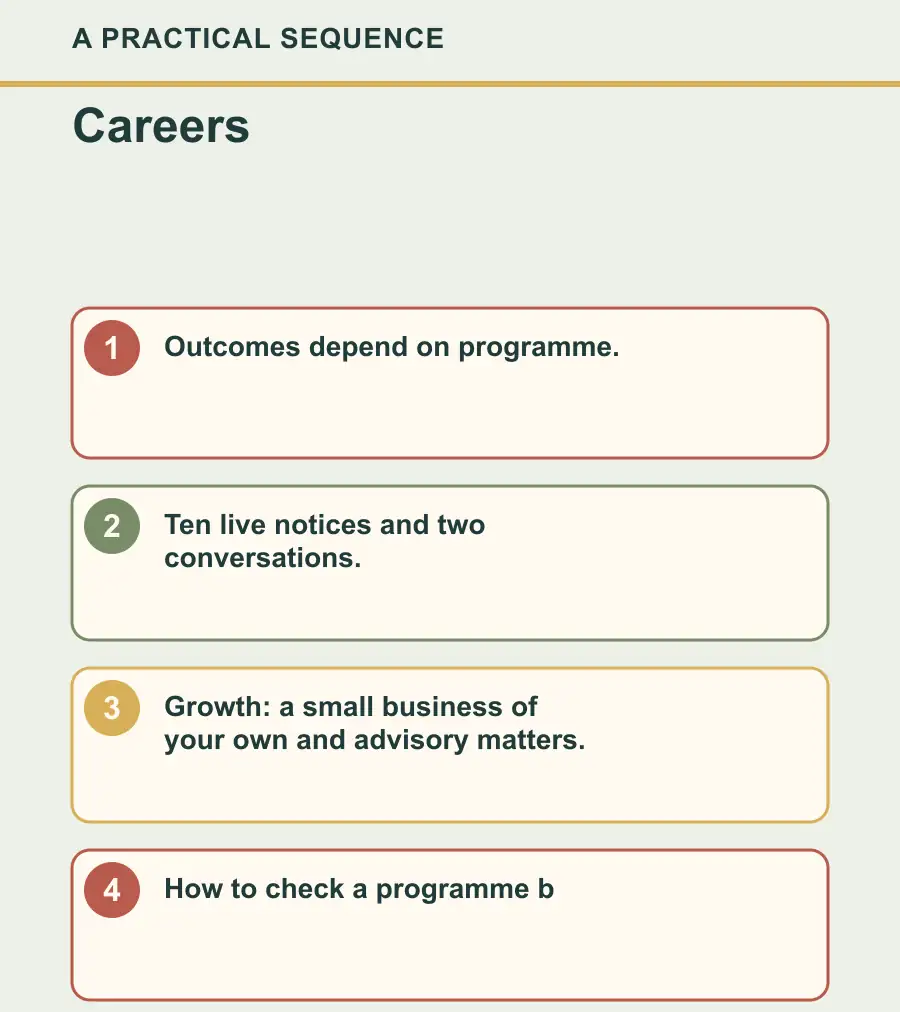 A PRACTICAL SEQUENCE
Careers
1
Outcomes depend on programme.
2
Ten live notices and two
conversations.
3
Growth: a small business of
your own and advisory matters.
4
How to check a programme b